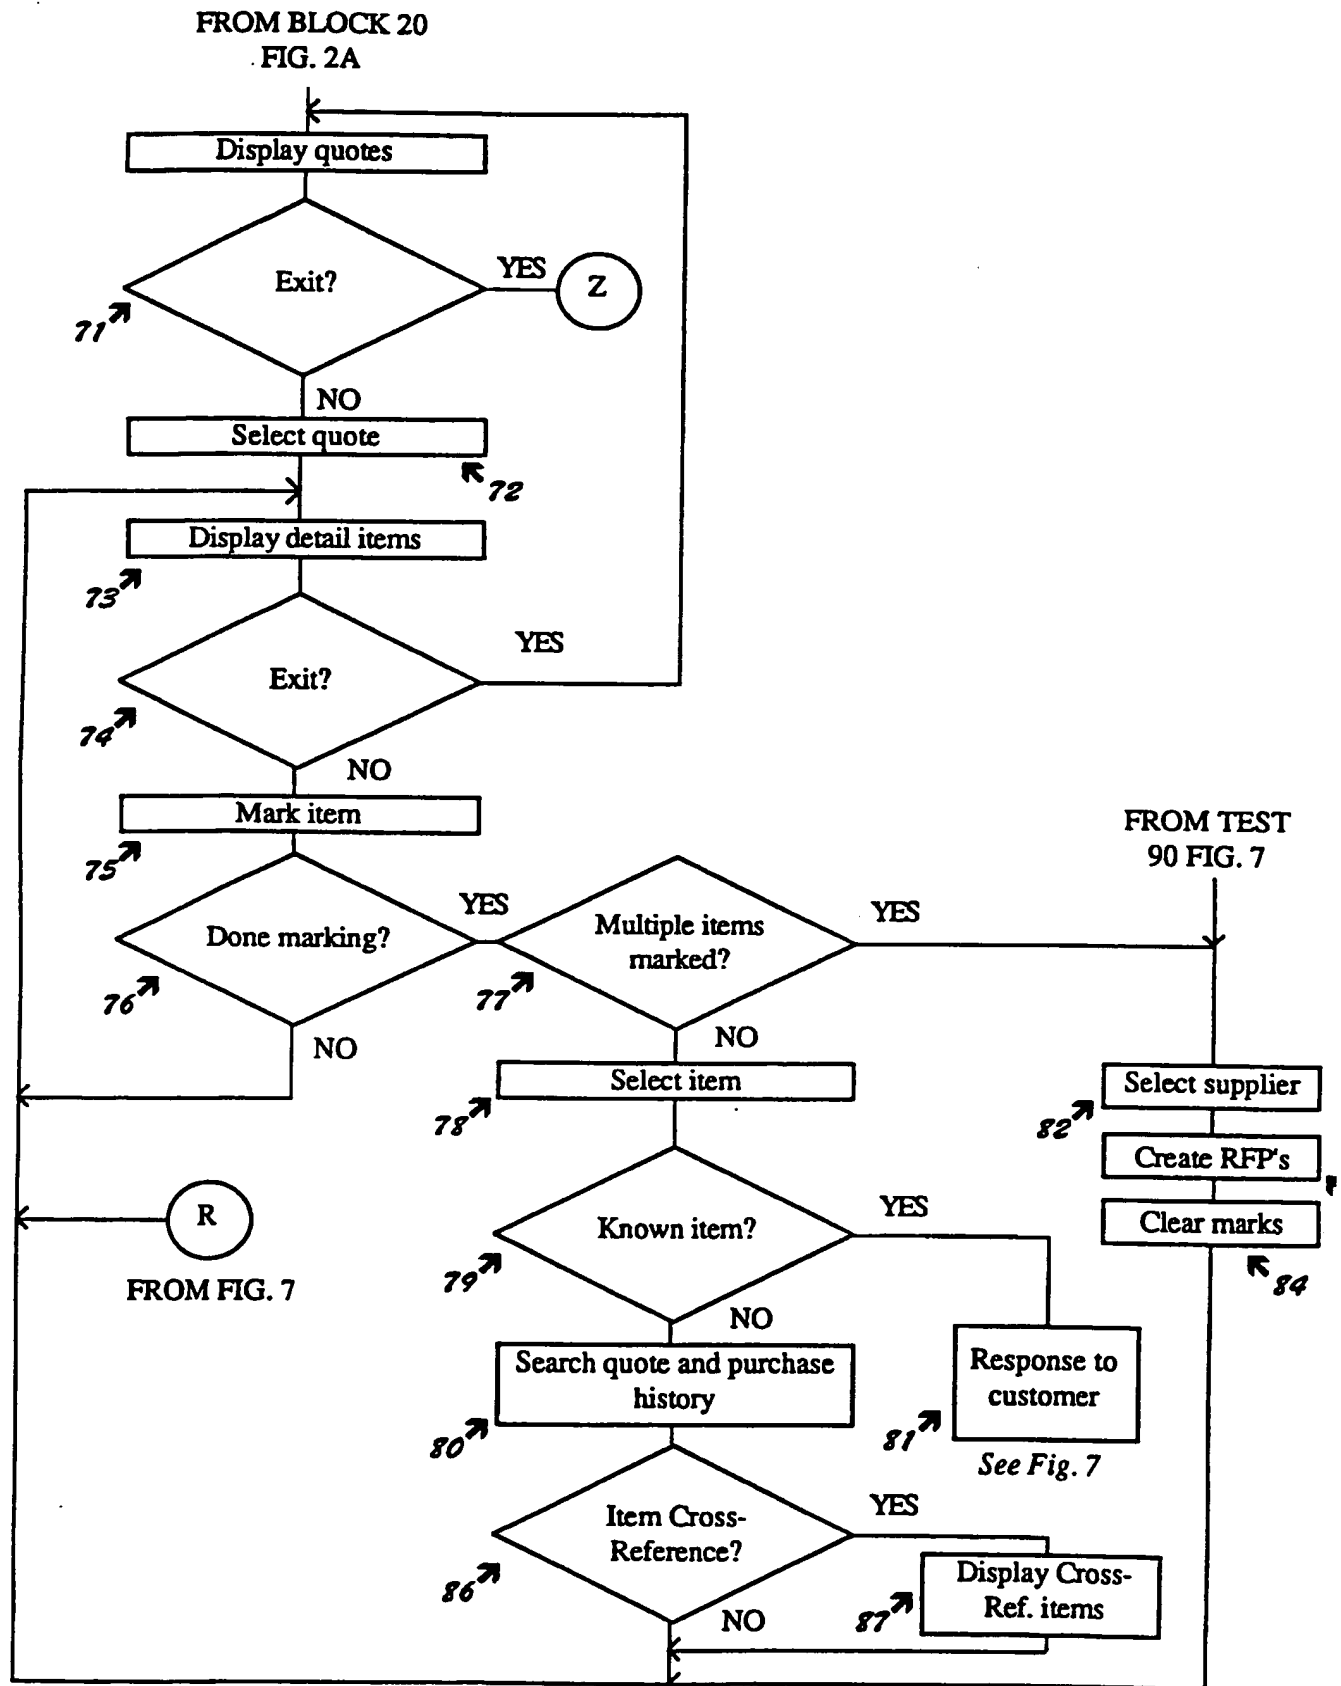 FROM BLOCK 20
FIG. 2A
Display quotes
Exit?
YES
Z
71
NO
Select quote
72
Display detail items
73
YES
Exit?
74
NO
Mark item
75
FROM TEST
90 FIG. 7
Done marking?
YES
76
NO
Multiple items
marked?
YES
77
NO
Select item
78
Select supplier
82
Create RFP's
Clear marks
84
R
FROM FIG. 7
Known item?
YES
79
NO
Search quote and purchase
history
80
Response to
customer
81
See Fig. 7
Item Cross-
Reference?
YES
86
NO
Display Cross-
Ref. items
87